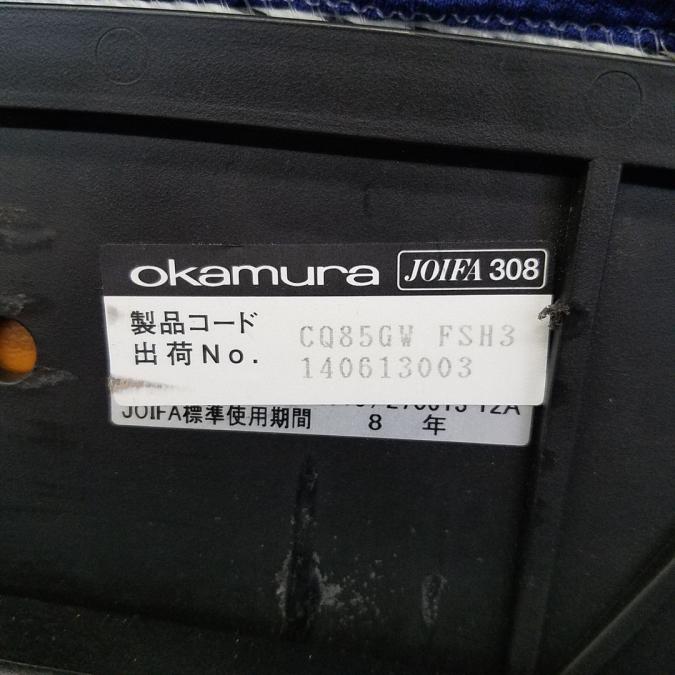 okamura JOIFA 308
製品コード CQ85GW FSH3
出荷No. 140613003
JOIFA標準使用期間 8 年